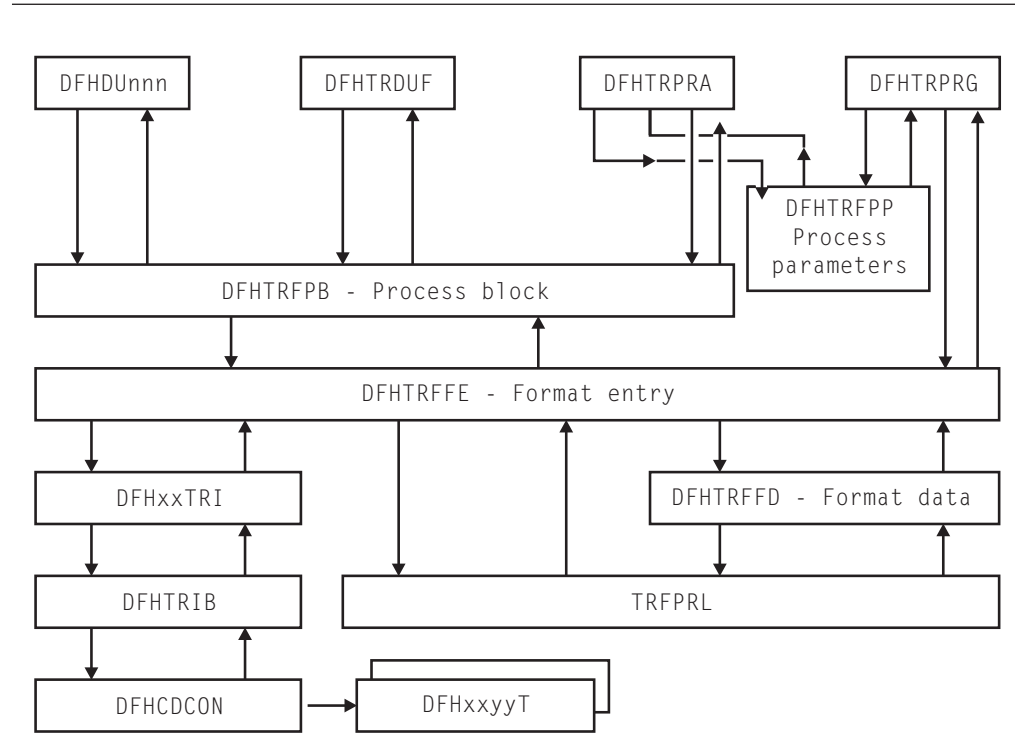 DFHDUnnn
DFHTRDUF
DFHTRPRA
DFHTRPRG
DFHTRFPP
Process
parameters
DFHTRFPB - Process block
DFHTRFFE - Format entry
DFHxxTRI
DFHTRFFD - Format data
DFHTRIB
TRFPRL
DFHCDCON
DFHxxyyT